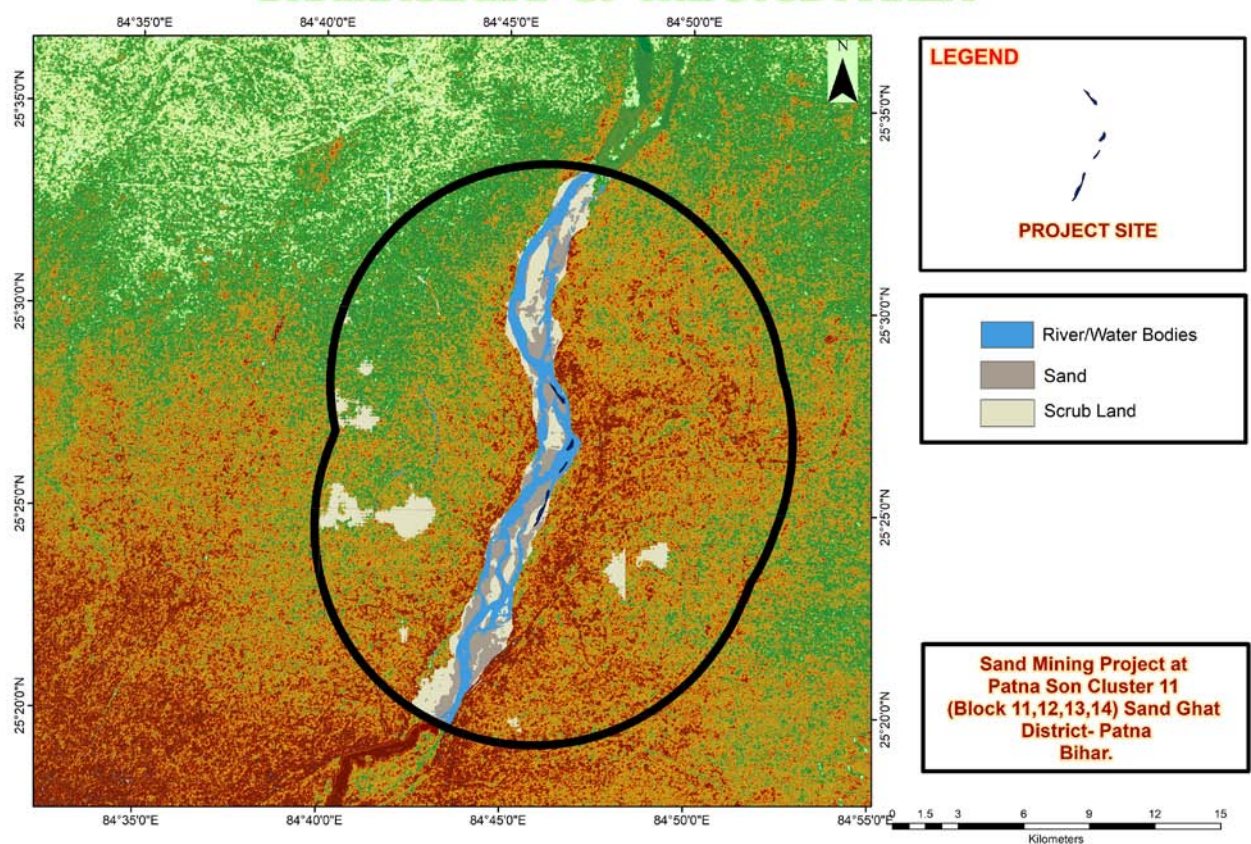 84°35'0"E 84°40'0"E 84°45'0"E 84°50'0"E
N
25°35'0"N
25°30'0"N
25°25'0"N
25°20'0"N
25°35'0"N
25°30'0"N
25°25'0"N
25°20'0"N
84°35'0"E 84°40'0"E 84°45'0"E 84°50'0"E 84°55'0"E
LEGEND
PROJECT SITE
River/Water Bodies
Sand
Scrub Land
Sand Mining Project at
Patna Son Cluster 11
(Block 11,12,13,14) Sand Ghat
District- Patna
Bihar.
0 1.5 3 6 9 12 15
Kilometers